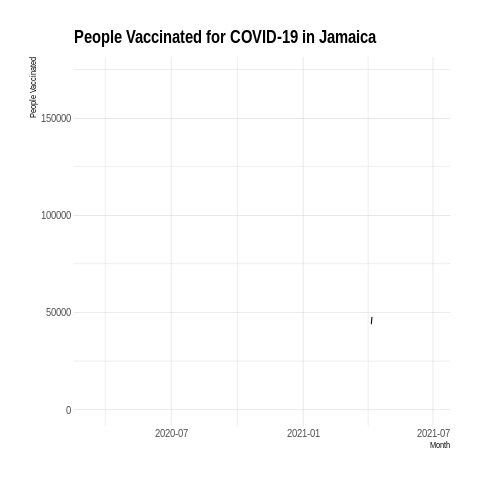 People Vaccinated for COVID-19 in Jamaica
People Vaccinated
150000
100000
50000
0
2020-07 2021-01 2021-07
Month